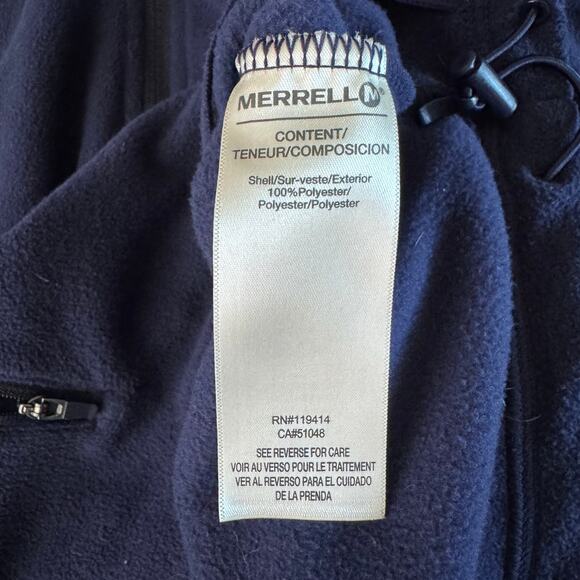 MERRELL M®
CONTENT/
TENEUR/COMPOSICION
Shell/Sur-veste/Exterior
100%Polyester/
Polyester/Polyester
RN#119414
CA#51048
SEE REVERSE FOR CARE
VOIR AU VERSO POUR LE TRAITEMENT
VER AL REVERSO PARA EL CUIDADO
DE LA PRENDA